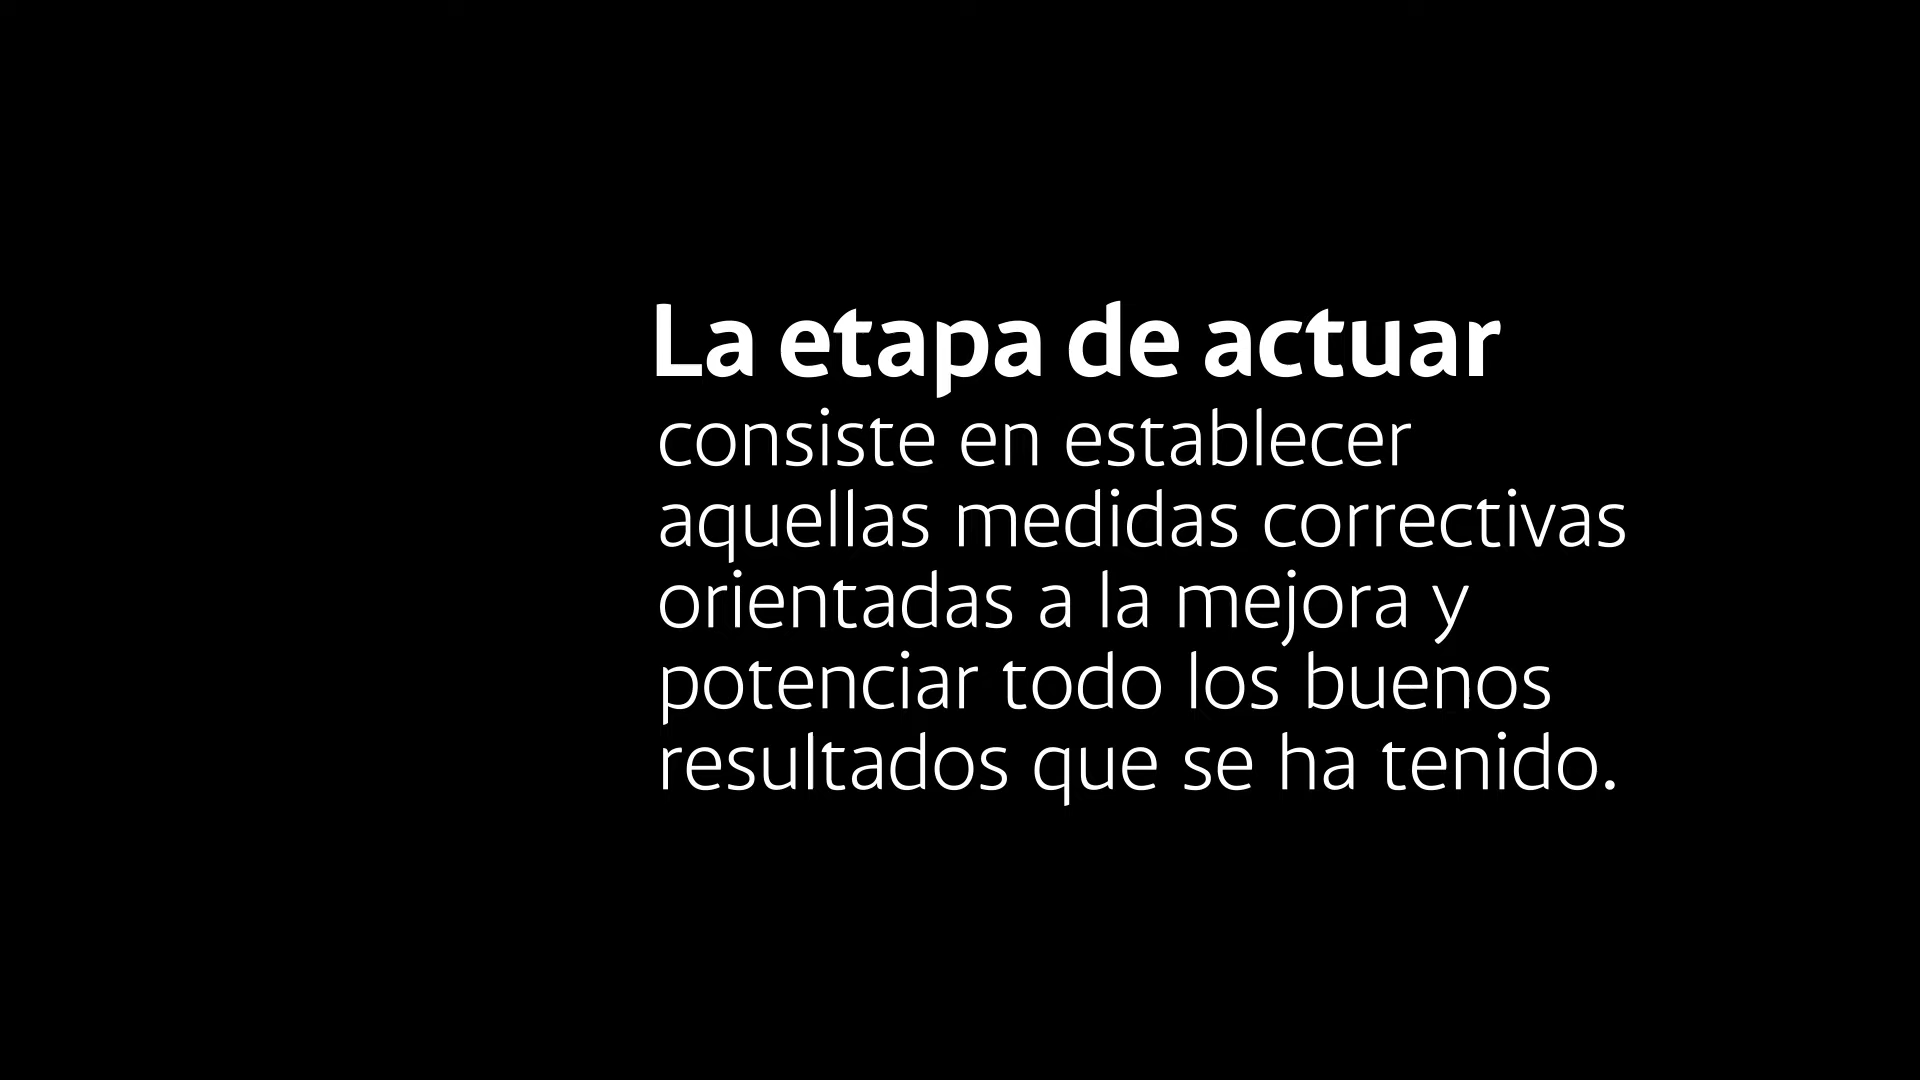 La etapa de actuar
consiste en establecer
aquellas medidas correctivas
orientadas a la mejora y
potenciar todo los buenos
resultados que se ha tenido.